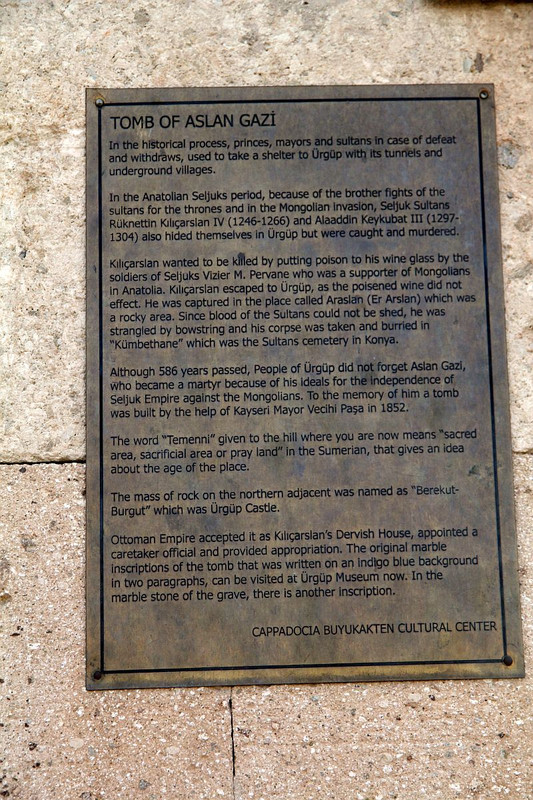 TOMB OF ASLAN GAZİ
In the historical process, princes, mayors and sultans in case of defeat
and withdraws, used to take a shelter to Ürgüp with its tunnels and
underground villages.
In the Anatolian Seljuks period, because of the brother fights of the
sultans for the thrones and in the Mongolian invasion, Seljuk Sultans
Rüknettin Kılıçarslan IV (1246-1266) and Alaaddin Keykubat III (1297-
1304) also hided themselves in Ürgüp but were caught and murdered.
Kılıçarslan wanted to be killed by putting poison to his wine glass by the
soldiers of Seljuks Vizier M. Pervane who was a supporter of Mongolians
in Anatolia. Kılıçarslan escaped to Ürgüp, as the poisened wine did not
effect. He was captured in the place called Araslan (Er Arslan) which was
a rocky area. Since blood of the Sultans could not be shed, he was
strangled by bowstring and his corpse was taken and burried in
"Kümbethane" which was the Sultans cemetery in Konya.
Although 586 years passed, People of Ürgüp did not forget Aslan Gazi,
who became a martyr because of his ideals for the independence of
Seljuk Empire against the Mongolians. To the memory of him a tomb
was built by the help of Kayseri Mayor Vecihi Paşa in 1852.
The word "Temenni" given to the hill where you are now means "sacred
area, sacrificial area or pray land" in the Sumerian, that gives an idea
about the age of the place.
The mass of rock on the northern adjacent was named as "Berekut-
Burgut" which was Ürgüp Castle.
Ottoman Empire accepted it as Kılıçarslan's Dervish House, appointed a
caretaker official and provided appropriation. The original marble
inscriptions of the tomb that was written on an indigo blue background
in two paragraphs, can be visited at Ürgüp Museum now. In the
marble stone of the grave, there is another inscription.
CAPPADOCIA BUYUKAKTEN CULTURAL CENTER